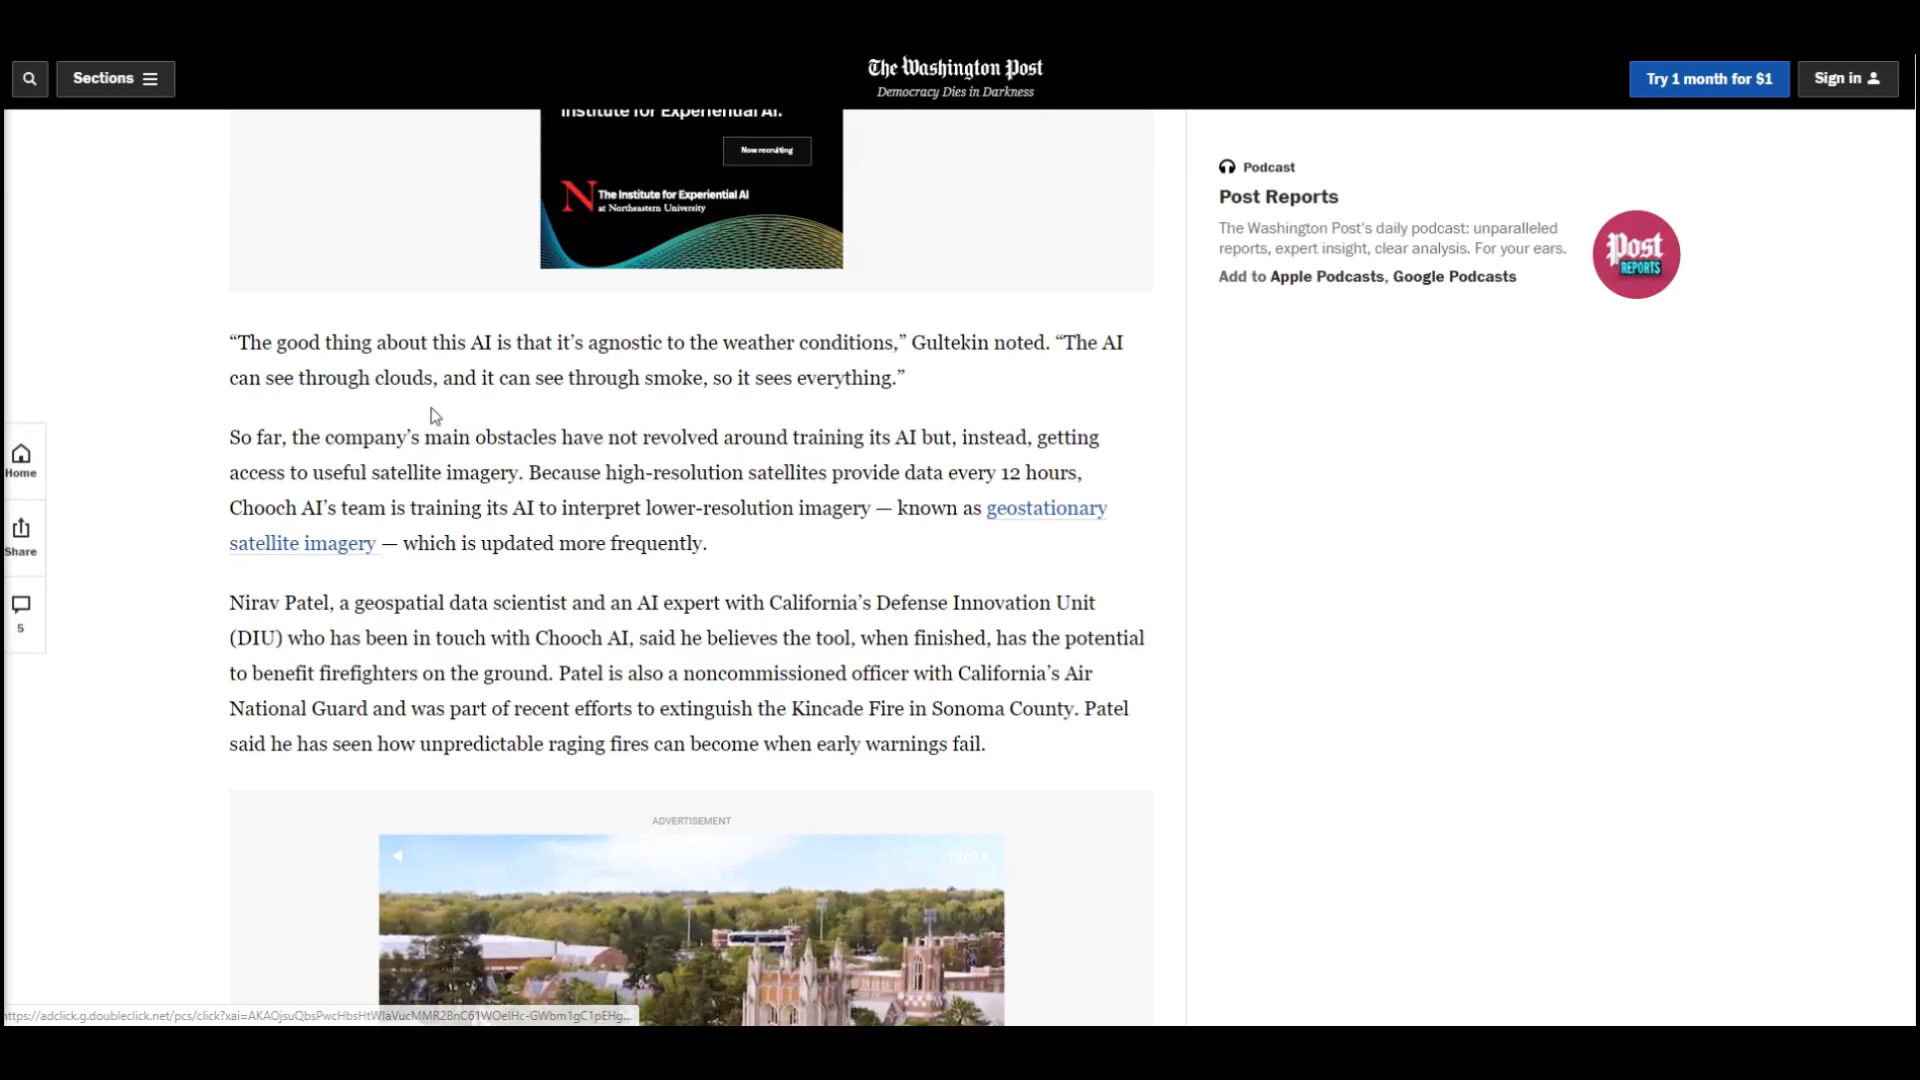 Sections
The Washington Post
Democracy Dies in Darkness
Try 1 month for $1
Sign in
Institute for Experiential AI.
Now recruiting
N The Institute for Experiential AI
at Northeastern University
Podcast
Post Reports
The Washington Post's daily podcast: unparalleled
reports, expert insight, clear analysis. For your ears.
Add to Apple Podcasts, Google Podcasts
Post
REPORTS
“The good thing about this AI is that it’s agnostic to the weather conditions,” Gultekin noted. “The AI
can see through clouds, and it can see through smoke, so it sees everything.”
So far, the company’s main obstacles have not revolved around training its AI but, instead, getting
access to useful satellite imagery. Because high-resolution satellites provide data every 12 hours,
Chooch AI’s team is training its AI to interpret lower-resolution imagery — known as geostationary
satellite imagery — which is updated more frequently.
Home
Share
5
Nirav Patel, a geospatial data scientist and an AI expert with California’s Defense Innovation Unit
(DIU) who has been in touch with Chooch AI, said he believes the tool, when finished, has the potential
to benefit firefighters on the ground. Patel is also a noncommissioned officer with California’s Air
National Guard and was part of recent efforts to extinguish the Kincade Fire in Sonoma County. Patel
said he has seen how unpredictable raging fires can become when early warnings fail.
ADVERTISEMENT